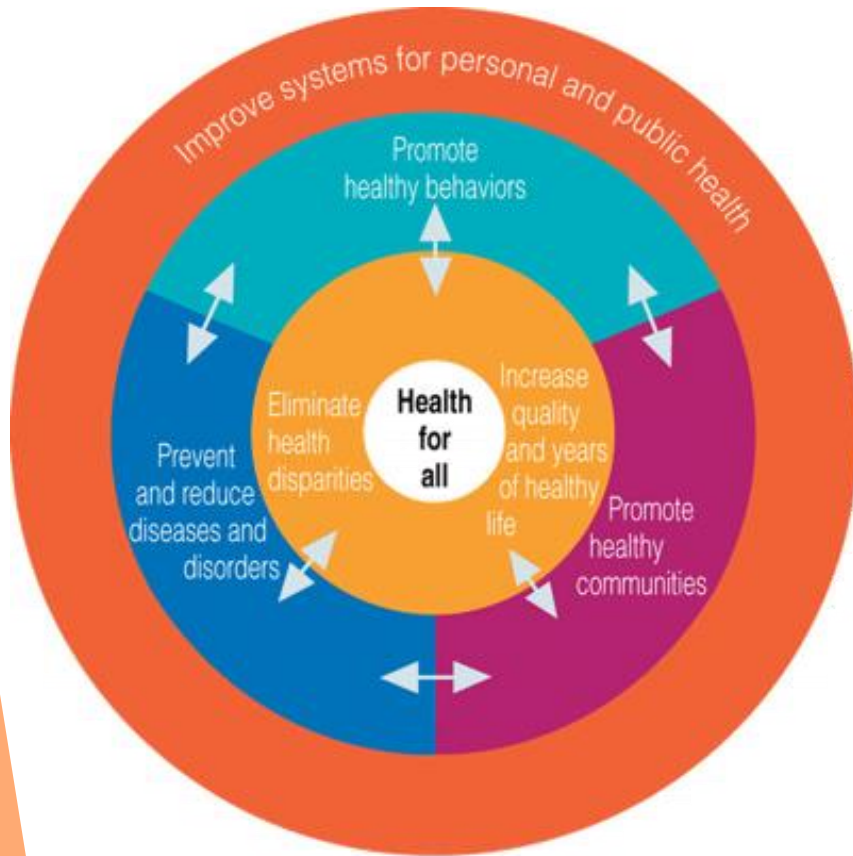 Improve systems for personal and public health
Promote
healthy behaviors
Eliminate
health
disparities
Health
for
all
Increase
quality
and years
of healthy
life
Prevent
and reduce
diseases and
disorders
Promote
healthy
communities